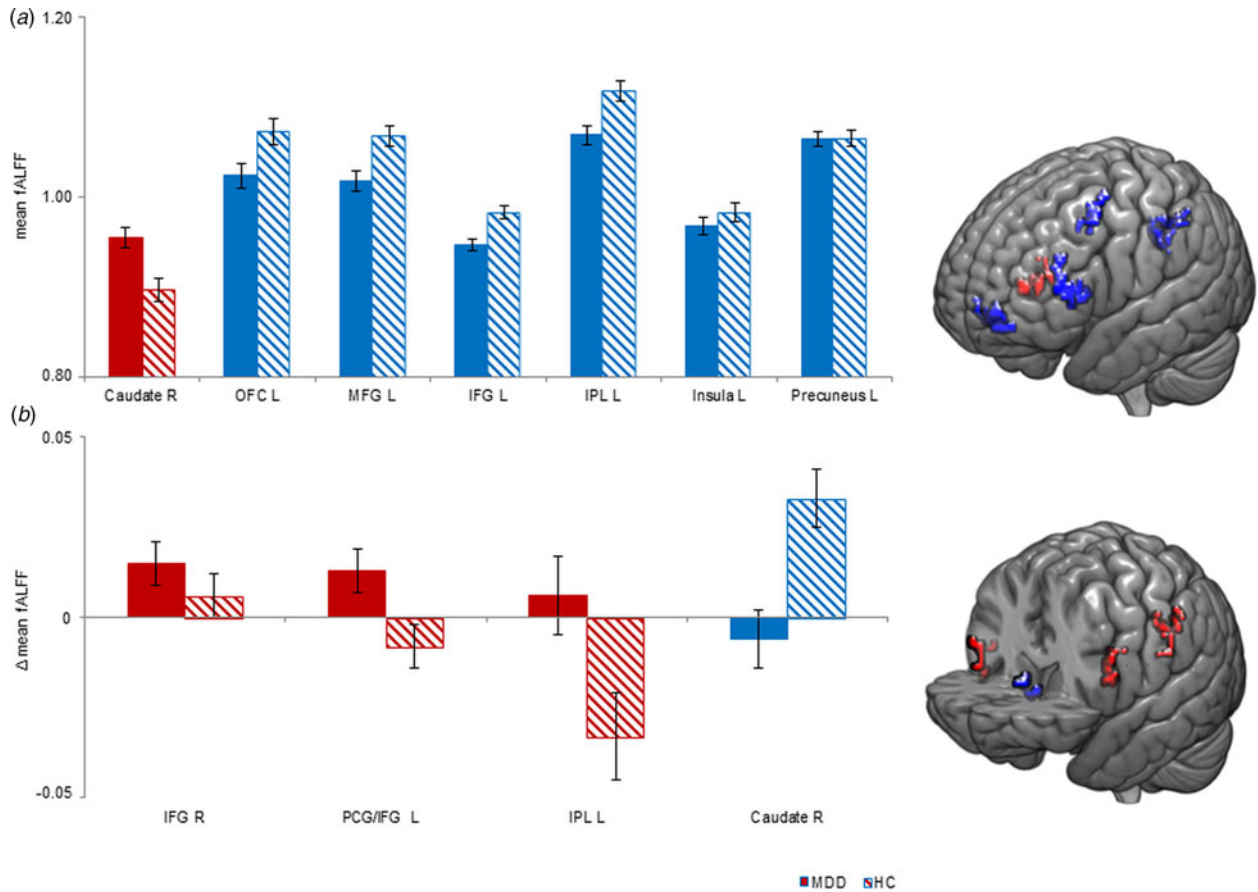 (a)
1.20
1.00
0.80
mean fALFF
Caudate R OFC L MFG L IFG L IPL L Insula L Precuneus L
(b)
0.05
0
-0.05
Δ mean fALFF
IFG R PCG/IFG L IPL L Caudate R
MDD HC